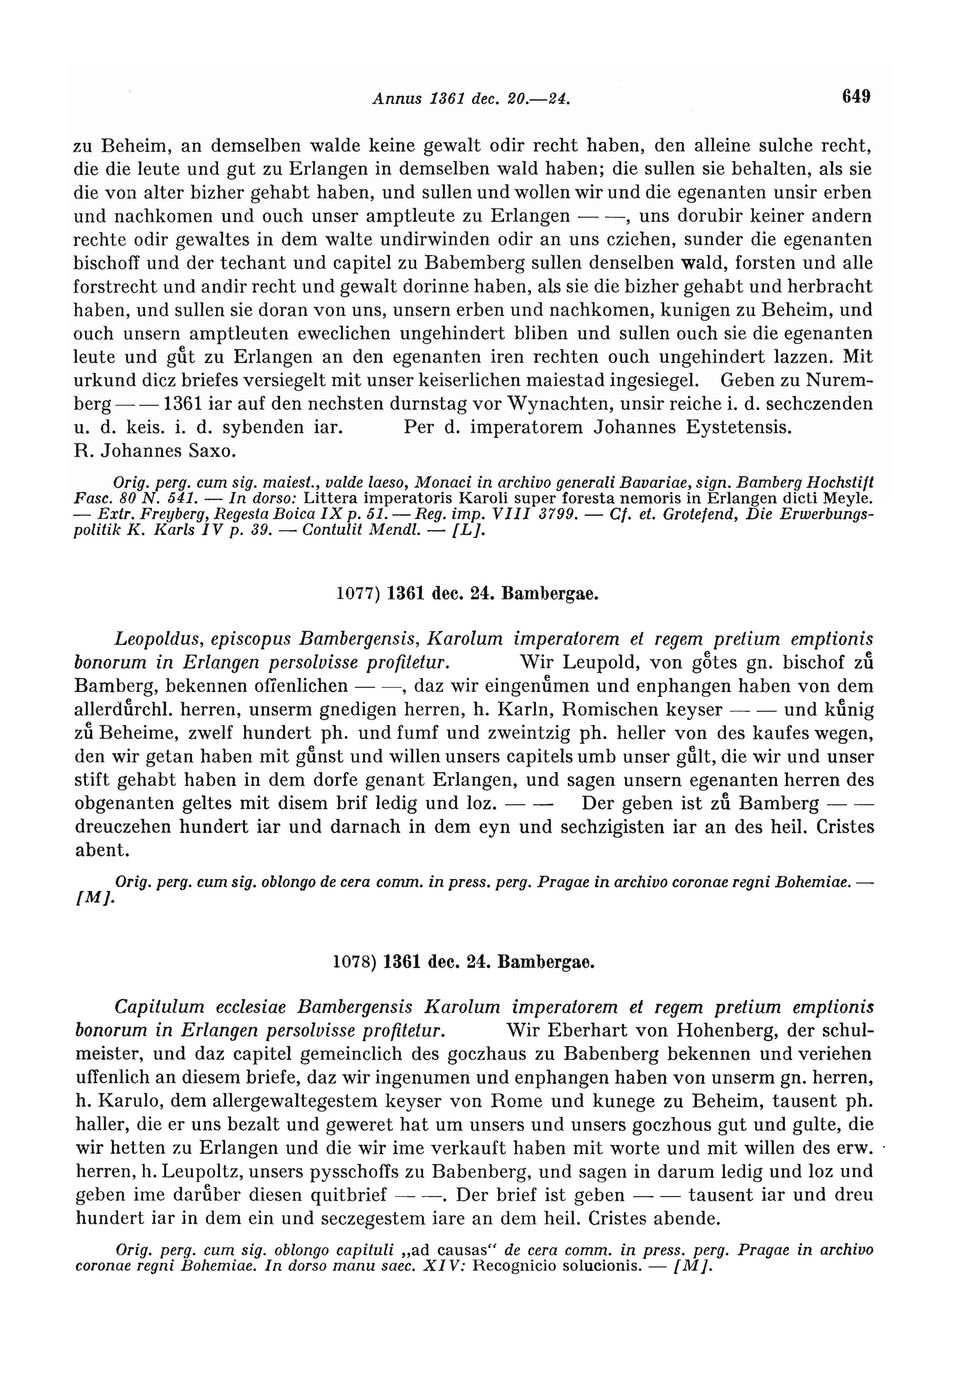 Annus 1361 dec. 20.—24. 649
zu Beheim, an demselben walde keine gewalt odir recht haben, den alleine sulche recht,
die die leute und gut zu Erlangen in demselben wald haben; die sullen sie behalten, als sie
die von alter bizher gehabt haben, und sullen und wollen wir und die egenanten unsir erben
und nachkomen und ouch unser amptleute zu Erlangen — —, uns dorubir keiner andern
rechte odir gewaltes in dem walte undirwinden odir an uns cziehen, sunder die egenanten
bischoff und der techant und capitel zu Babemberg sullen denselben wald, forsten und alle
forstrecht und andir recht und gewalt dorinne haben, als sie die bizher gehabt und herbracht
haben, und sullen sie doran von uns, unsern erben und nachkomen, kunigen zu Beheim, und
ouch unsern amptleuten eweclichen ungehindert bliben und sullen ouch sie die egenanten
leute und guͤt zu Erlangen an den egenanten iren rechten ouch ungehindert lazzen. Mit
urkund dicz briefes versiegelt mit unser keiserlichen maiestad ingesiegel. Geben zu Nurem-
berg — — 1361 iar auf den nechsten durnstag vor Wynachten, unsir reiche i. d. sechczenden
u. d. keis. i. d. sybenden iar. Per d. imperatorem Johannes Eystetensis.
R. Johannes Saxo.
Orig. perg. cum sig. maiest., valde laeso, Monaci in archivo generali Bavariae, sign. Bamberg Hochstift
Fasc. 80 N. 541. — In dorso: Littera imperatoris Karoli super foresta nemoris in Erlangen dicti Meyle.
— Extr. Freyberg, Regesta Boica IX p. 51. — Reg. imp. VIII 3799. — Cf. et. Grotefend, Die Erwerbungs-
politik K. Karls IV p. 39. — Contulit Mendl. — [L].
1077) 1361 dec. 24. Bambergae.
Leopoldus, episcopus Bambergensis, Karolum imperatorem et regem pretium emptionis
bonorum in Erlangen persolvisse profitetur. Wir Leupold, von goͤtes gn. bischof zuͤ
Bamberg, bekennen offenlichen — —, daz wir eingenuͤmen und enphangen haben von dem
allerduͤrchl. herren, unserm gnedigen herren, h. Karln, Romischen keyser — — und kuͤnig
zuͤ Beheime, zwelf hundert ph. und fumf und zweintzig ph. heller von des kaufes wegen,
den wir getan haben mit guͤnst und willen unsers capitels umb unser guͤlt, die wir und unser
stift gehabt haben in dem dorfe genant Erlangen, und sagen unsern egenanten herren des
obgenanten geltes mit disem brif ledig und loz. — — Der geben ist zuͤ Bamberg — —
dreuczehen hundert iar und darnach in dem eyn und sechzigisten iar an des heil. Cristes
abent.
Orig. perg. cum sig. oblongo de cera comm. in press. perg. Pragae in archivo coronae regni Bohemiae. —
[M].
1078) 1361 dec. 24. Bambergae.
Capitulum ecclesiae Bambergensis Karolum imperatorem et regem pretium emptionis
bonorum in Erlangen persolvisse profitetur. Wir Eberhart von Hohenberg, der schul-
meister, und daz capitel gemeinclich des goczhaus zu Babenberg bekennen und veriehen
uffenlich an diesem briefe, daz wir ingenumen und enphangen haben von unserm gn. herren,
h. Karulo, dem allergewaltegestem keyser von Rome und kunege zu Beheim, tausent ph.
haller, die er uns bezalt und geweret hat um unsers und unsers goczhous gut und gulte, die
wir hetten zu Erlangen und die wir ime verkauft haben mit worte und mit willen des erw.
herren, h. Leupoltz, unsers pysschoffs zu Babenberg, und sagen in darum ledig und loz und
geben ime daruͤber diesen quitbrief — —. Der brief ist geben — — tausent iar und dreu
hundert iar in dem ein und seczegestem iare an dem heil. Cristes abende.
Orig. perg. cum sig. oblongo capituli „ad causas“ de cera comm. in press. perg. Pragae in archivo
coronae regni Bohemiae. In dorso manu saec. XIV: Recognicio solucionis. — [M].